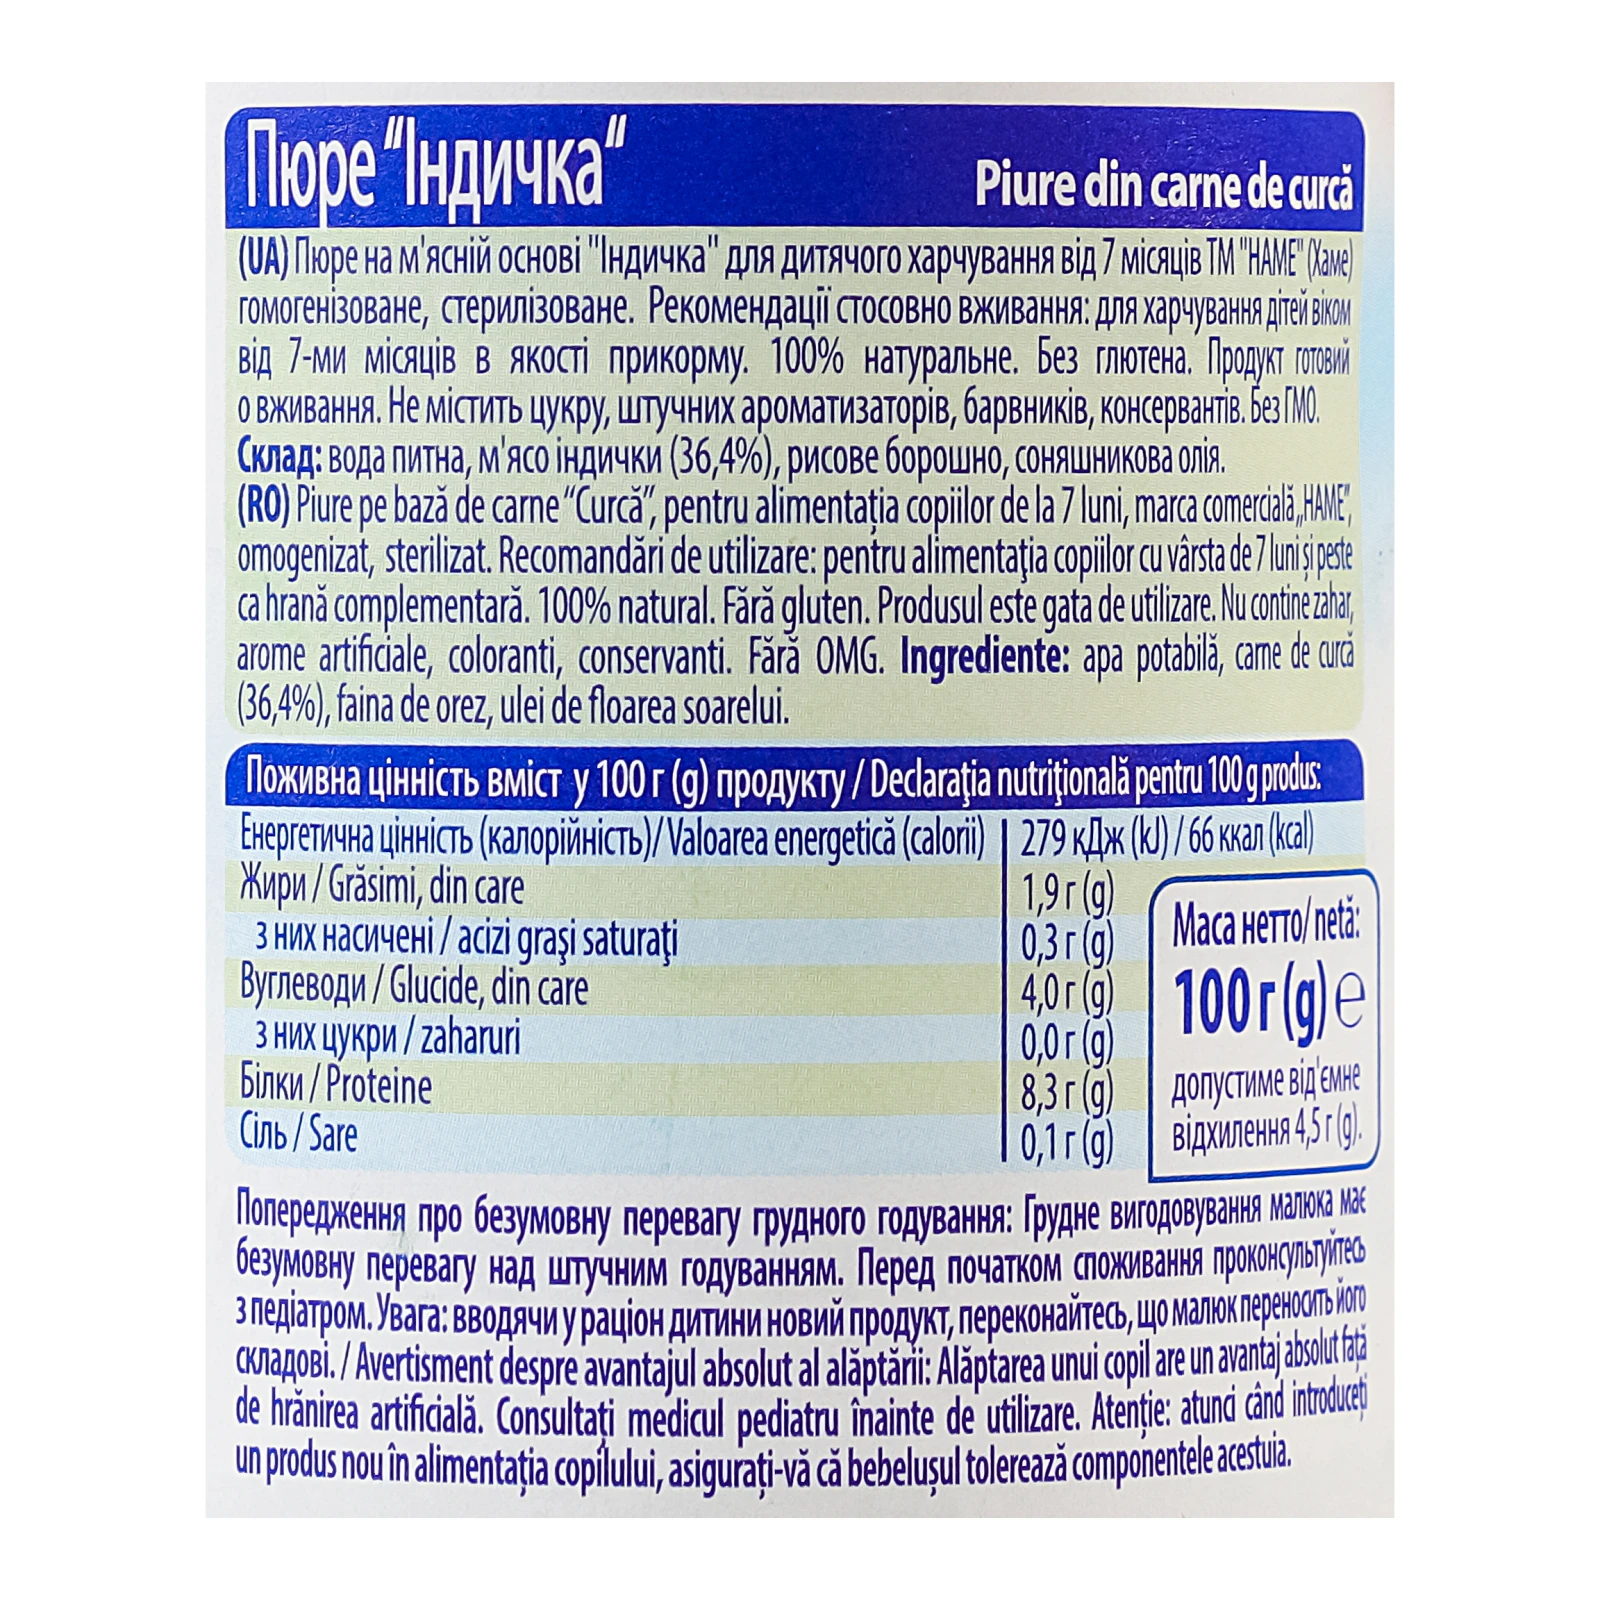 Пюре "Індичка"
Piure din carne de curcă
(UA) Пюре на м'ясній основі "Індичка" для дитячого харчування від 7 місяців ТМ "НАМЕ" (Хаме)
гомогенізоване, стерилізоване. Рекомендації стосовно вживання: для харчування дітей віком
від 7-ми місяців в якості прикорму. 100% натуральне. Без глютена. Продукт готовий
о вживання. Не містить цукру, штучних ароматизаторів, барвників, консервантів. Без ГМО.
Склад: вода питна, м'ясо індички (36,4%), рисове борошно, соняшникова олія.
(RO) Piure pe bază de carne "Curcă", pentru alimentația copiilor de la 7 luni, marca comercială „HAME",
omogenizat, sterilizat. Recomandări de utilizare: pentru alimentaţia copiilor cu vârsta de 7 luni și peste
ca hrană complementară. 100% natural. Fără gluten. Produsul este gata de utilizare. Nu contine zahar,
arome artificiale, coloranti, conservanti. Fără OMG. Ingrediente: apa potabilă, carne de curcă
(36,4%), faina de orez, ulei de floarea soarelui.
Поживна цінність вміст у 100 г (g) продукту / Declaraţia nutriţională pentru 100 g produs:
Енергетична цінність (калорійність)/ Valoarea energetică (calorii) 279 кДж (kJ) / 66 ккал (kcal)
Жири / Grăsimi, din care 1,9 г (g)
з них насичені / acizi graşi saturaţi 0,3 г (g)
Вуглеводи / Glucide, din care 4,0 г (g)
з них цукри / zaharuri 0,0 г (g)
Білки / Proteine 8,3 г (g)
Сіль / Sare 0,1 г (g)
Маса нетто/ netă:
100 г (g) ℮
допустиме від'ємне
відхилення 4,5 г (g).
Попередження про безумовну перевагу грудного годування: Грудне вигодовування малюка має
безумовну перевагу над штучним годуванням. Перед початком споживання проконсультуйтесь
з педіатром. Увага: вводячи у раціон дитини новий продукт, переконайтесь, що малюк переносить його
складові. / Avertisment despre avantajul absolut al alăptării: Alăptarea unui copil are un avantaj absolut față
de hrănirea artificială. Consultați medicul pediatru înainte de utilizare. Atenție: atunci când introduceți
un produs nou în alimentația copilului, asigurați-vă că bebelușul tolerează componentele acestuia.